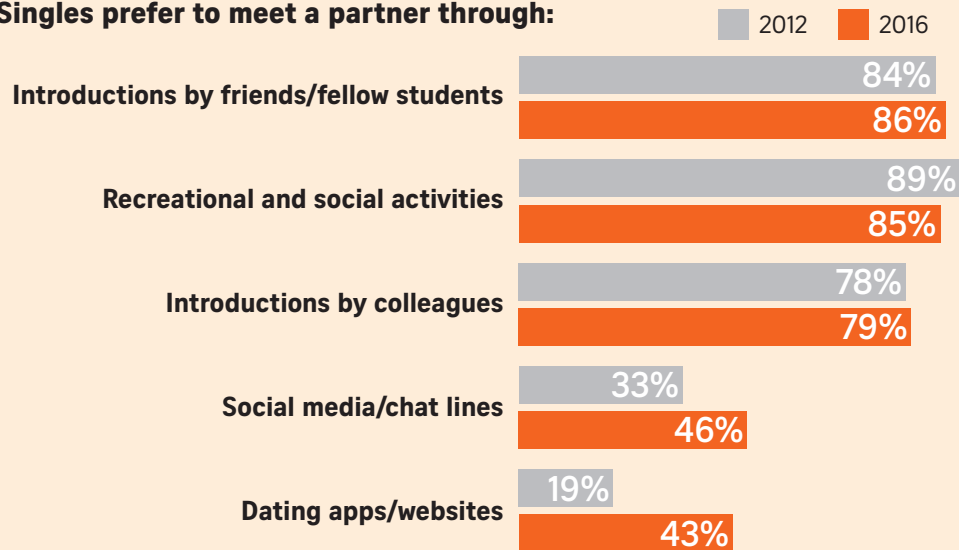 Singles prefer to meet a partner through:
2012 2016
Introductions by friends/fellow students
84%
86%
Recreational and social activities
89%
85%
Introductions by colleagues
78%
79%
Social media/chat lines
33%
46%
Dating apps/websites
19%
43%